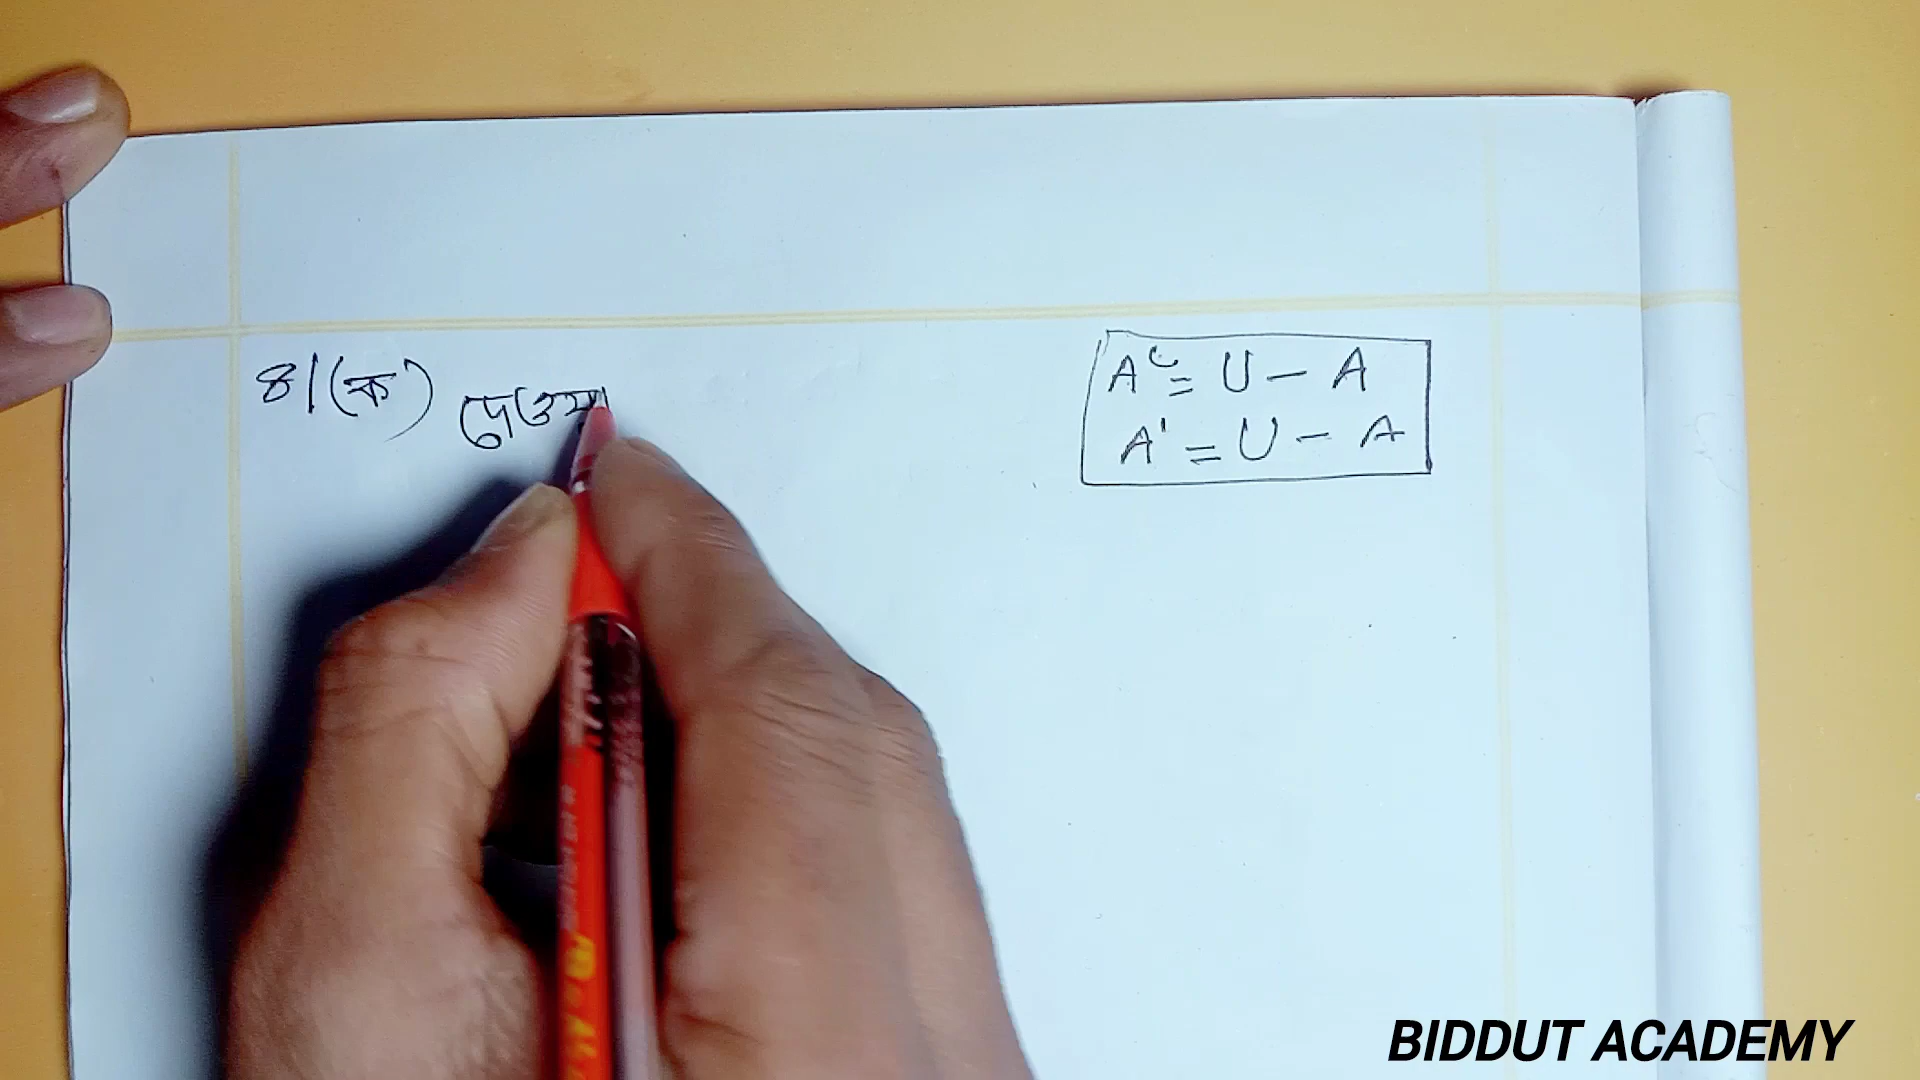 ৪।(ক) দেওয়া
A^c = U - A
A' = U - A
BIDDUT ACADEMY